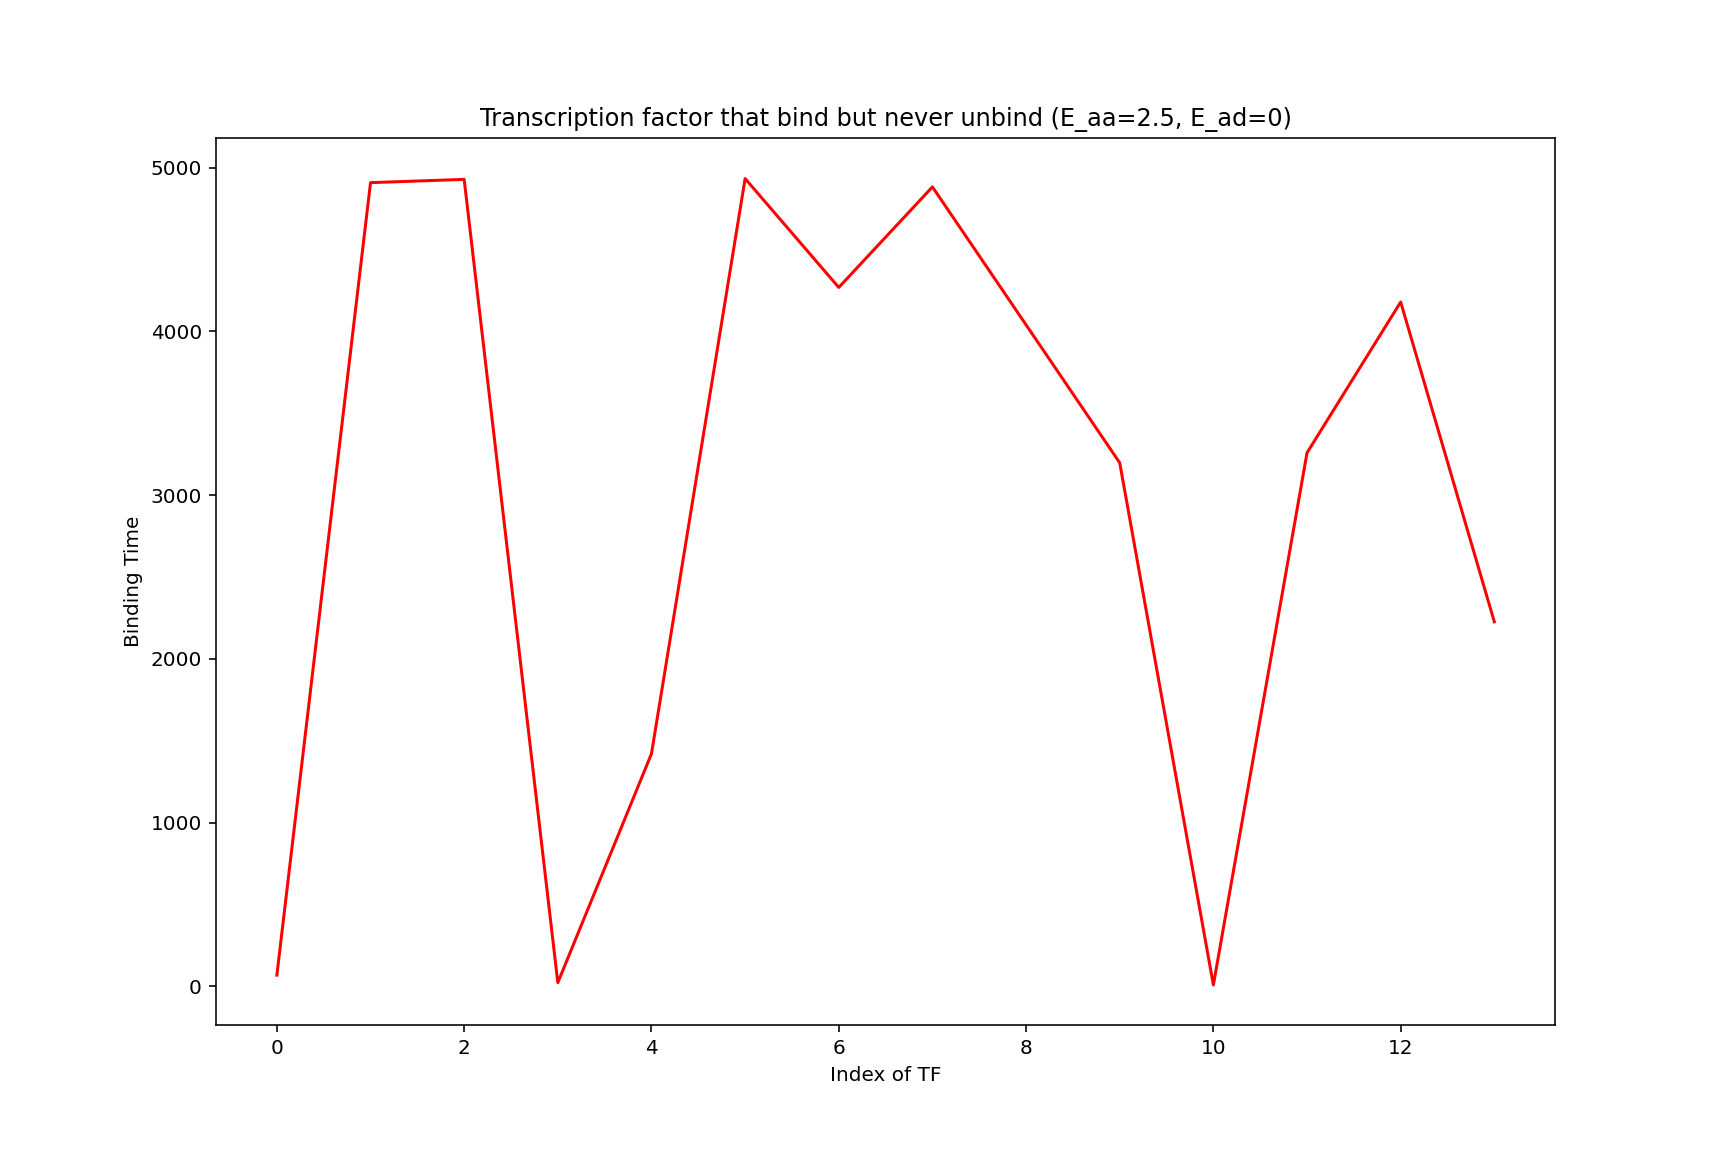 Transcription factor that bind but never unbind (E_aa=2.5, E_ad=0)
5000
4000
3000
2000
1000
0
Binding Time
0 2 4 6 8 10 12
Index of TF